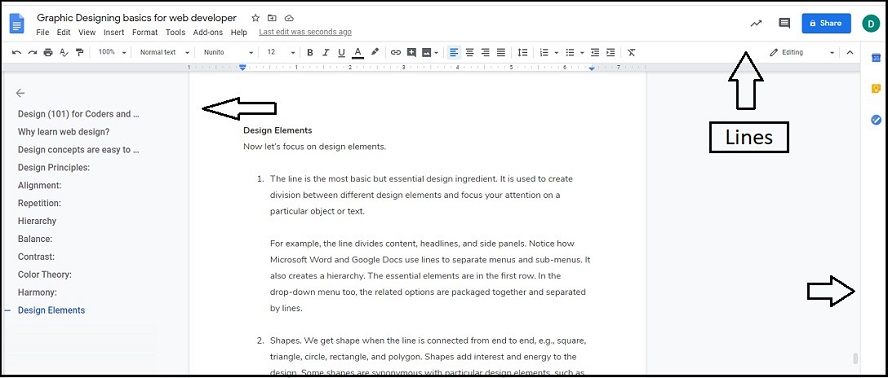 Graphic Designing basics for web developer
File Edit View Insert Format Tools Add-ons Help Last edit was seconds ago
Share
D
100% Normal text Nunito 12 B I U A Editing
1 1 2 3 4 5 6 7
Lines
Design (101) for Coders and ...
Why learn web design?
Design concepts are easy to ...
Design Principles:
Alignment:
Repetition:
Hierarchy
Balance:
Contrast:
Color Theory:
Harmony:
Design Elements
Design Elements
Now let's focus on design elements.
1. The line is the most basic but essential design ingredient. It is used to create
division between different design elements and focus your attention on a
particular object or text.
For example, the line divides content, headlines, and side panels. Notice how
Microsoft Word and Google Docs use lines to separate menus and sub-menus. It
also creates a hierarchy. The essential elements are in the first row. In the
drop-down menu too, the related options are packaged together and separated
by lines.
2. Shapes. We get shape when the line is connected from end to end, e.g., square,
triangle, circle, rectangle, and polygon. Shapes add interest and energy to the
design. Some shapes are synonymous with particular design elements, such as